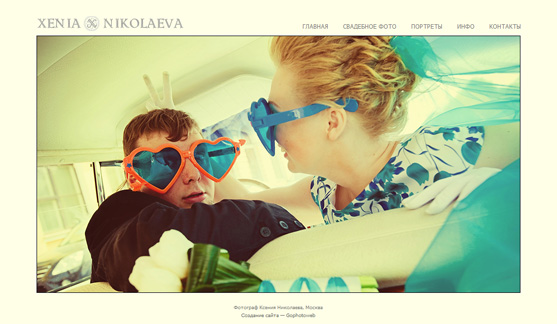 XENIA NIKOLAEVA
ГЛАВНАЯ СВАДЕБНОЕ ФОТО ПОРТРЕТЫ ИНФО КОНТАКТЫ
Фотограф Ксения Николаева, Москва
Создание сайта — Gophotoweb